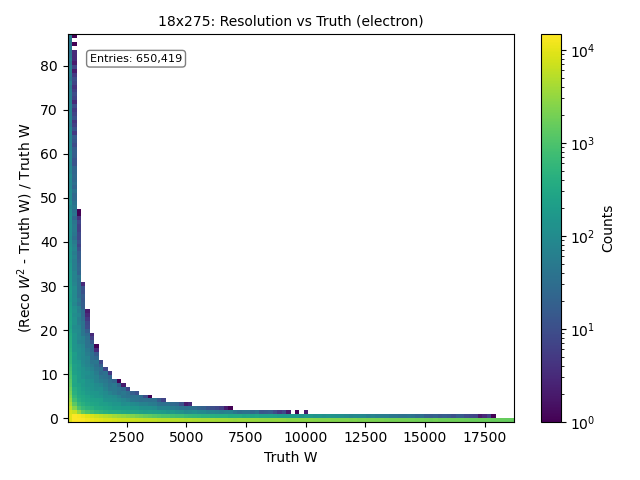 18x275: Resolution vs Truth (electron)
Entries: 650,419
(Reco W² - Truth W) / Truth W
80
70
60
50
40
30
20
10
0
2500 5000 7500 10000 12500 15000 17500
Truth W
10⁴
10³
10²
10¹
10⁰
Counts